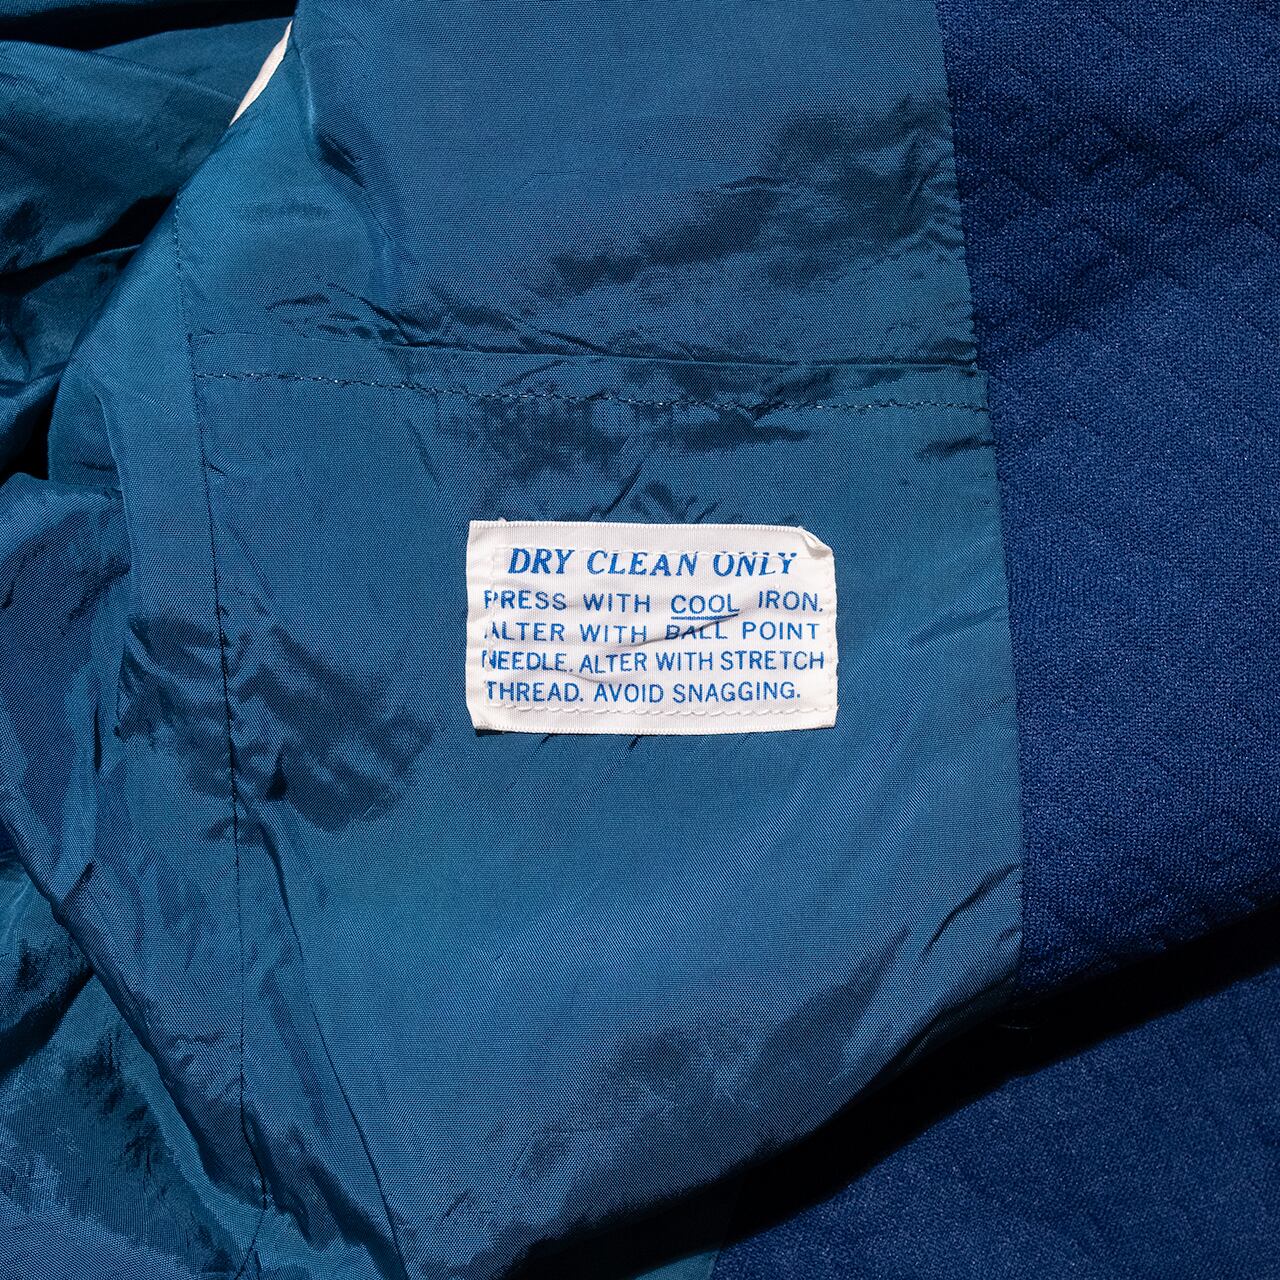 DRY CLEAN ONLY
PRESS WITH COOL IRON.
ALTER WITH BALL POINT
NEEDLE. ALTER WITH STRETCH
THREAD. AVOID SNAGGING.